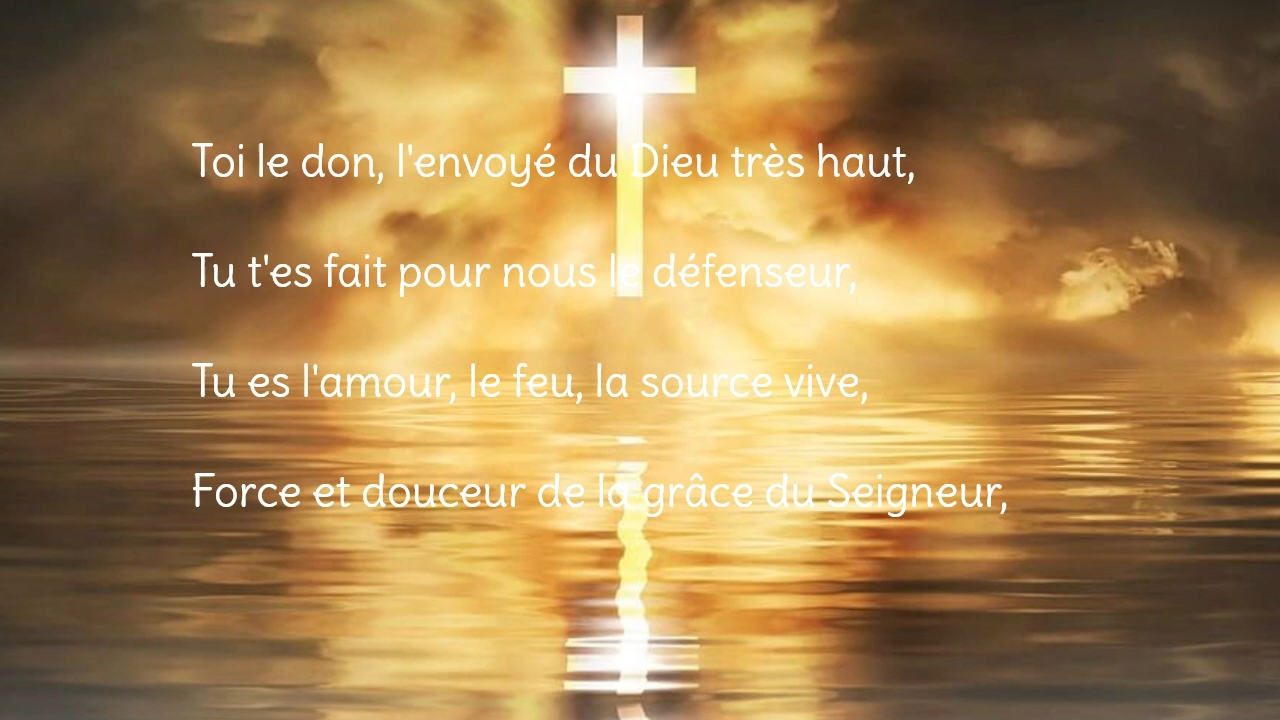 Toi le don, l'envoyé du Dieu très haut,
Tu t'es fait pour nous le défenseur,
Tu es l'amour, le feu, la source vive,
Force et douceur de la grâce du Seigneur,